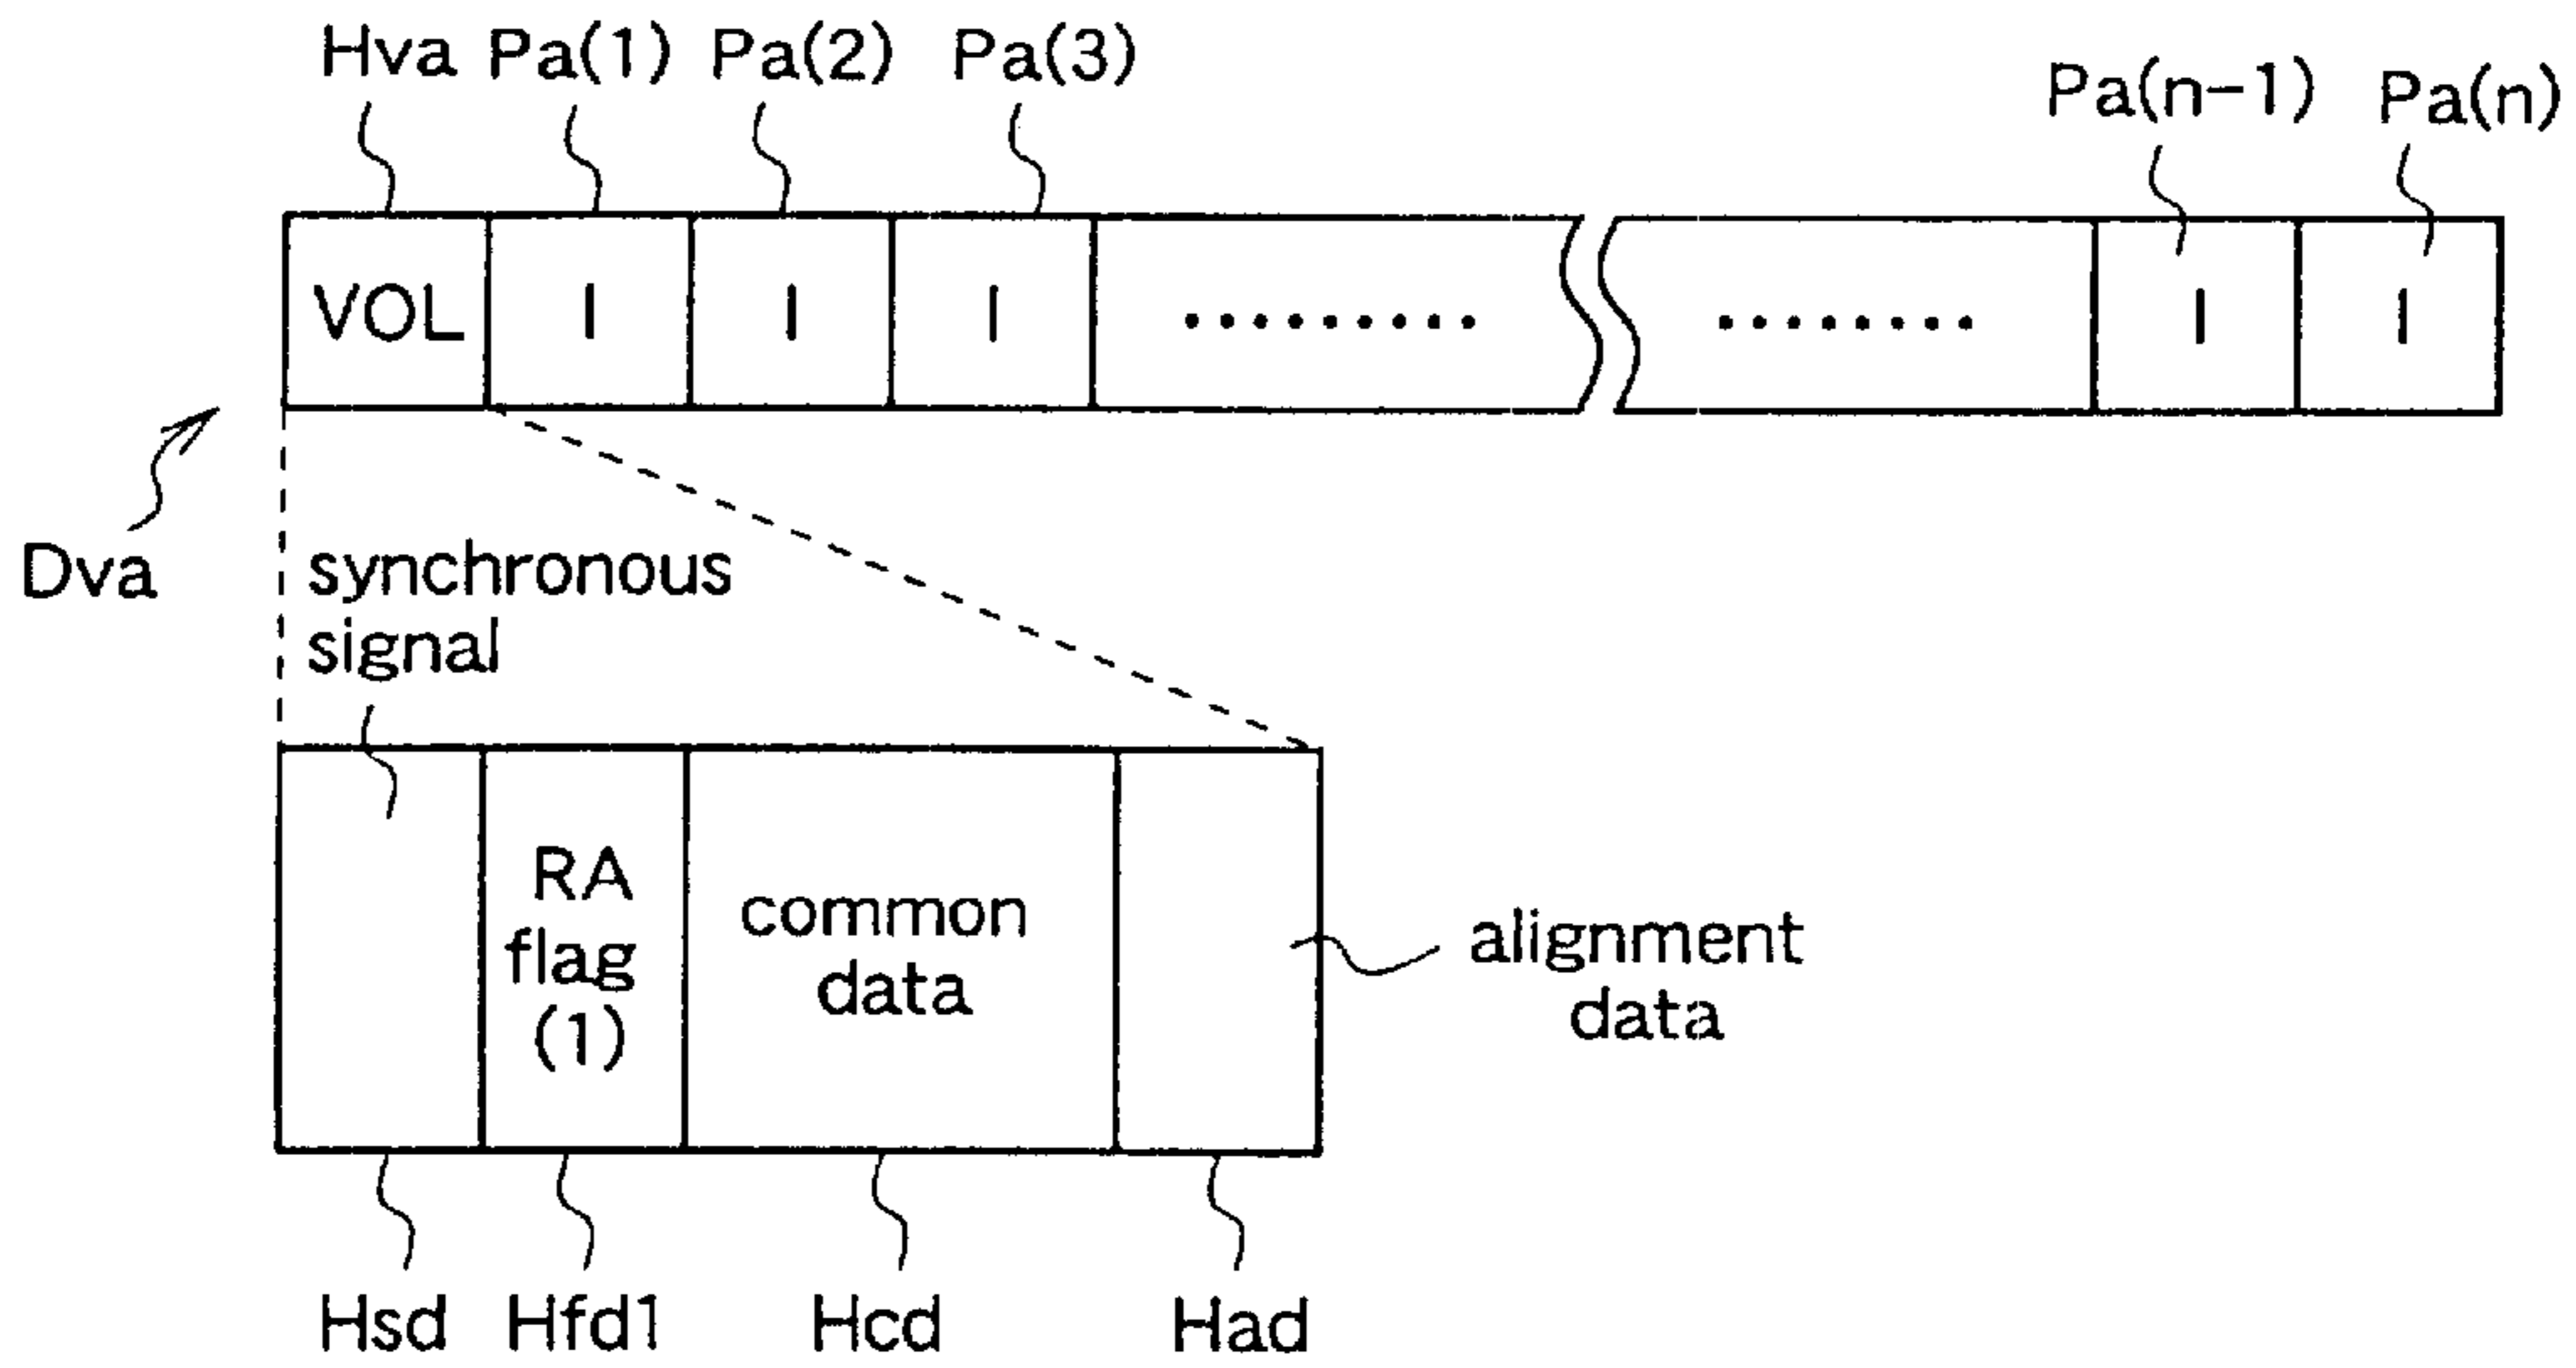 Hva Pa(1) Pa(2) Pa(3) Pa(n-1) Pa(n)
VOL I I I ......... ........ I I
Dva
synchronous
signal
RA
flag
(1)
common
data
alignment
data
Hsd Hfd1 Hcd Had